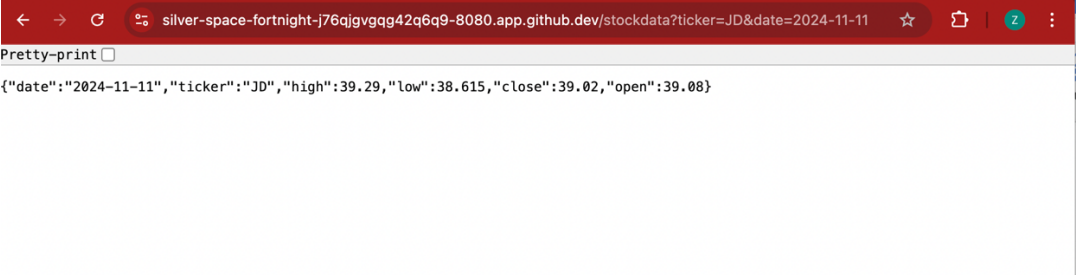 silver-space-fortnight-j76qjgvgqg42q6q9-8080.app.github.dev/stockdata?ticker=JD&date=2024-11-11
Z
Pretty-print
{"date":"2024-11-11","ticker":"JD","high":39.29,"low":38.615,"close":39.02,"open":39.08}